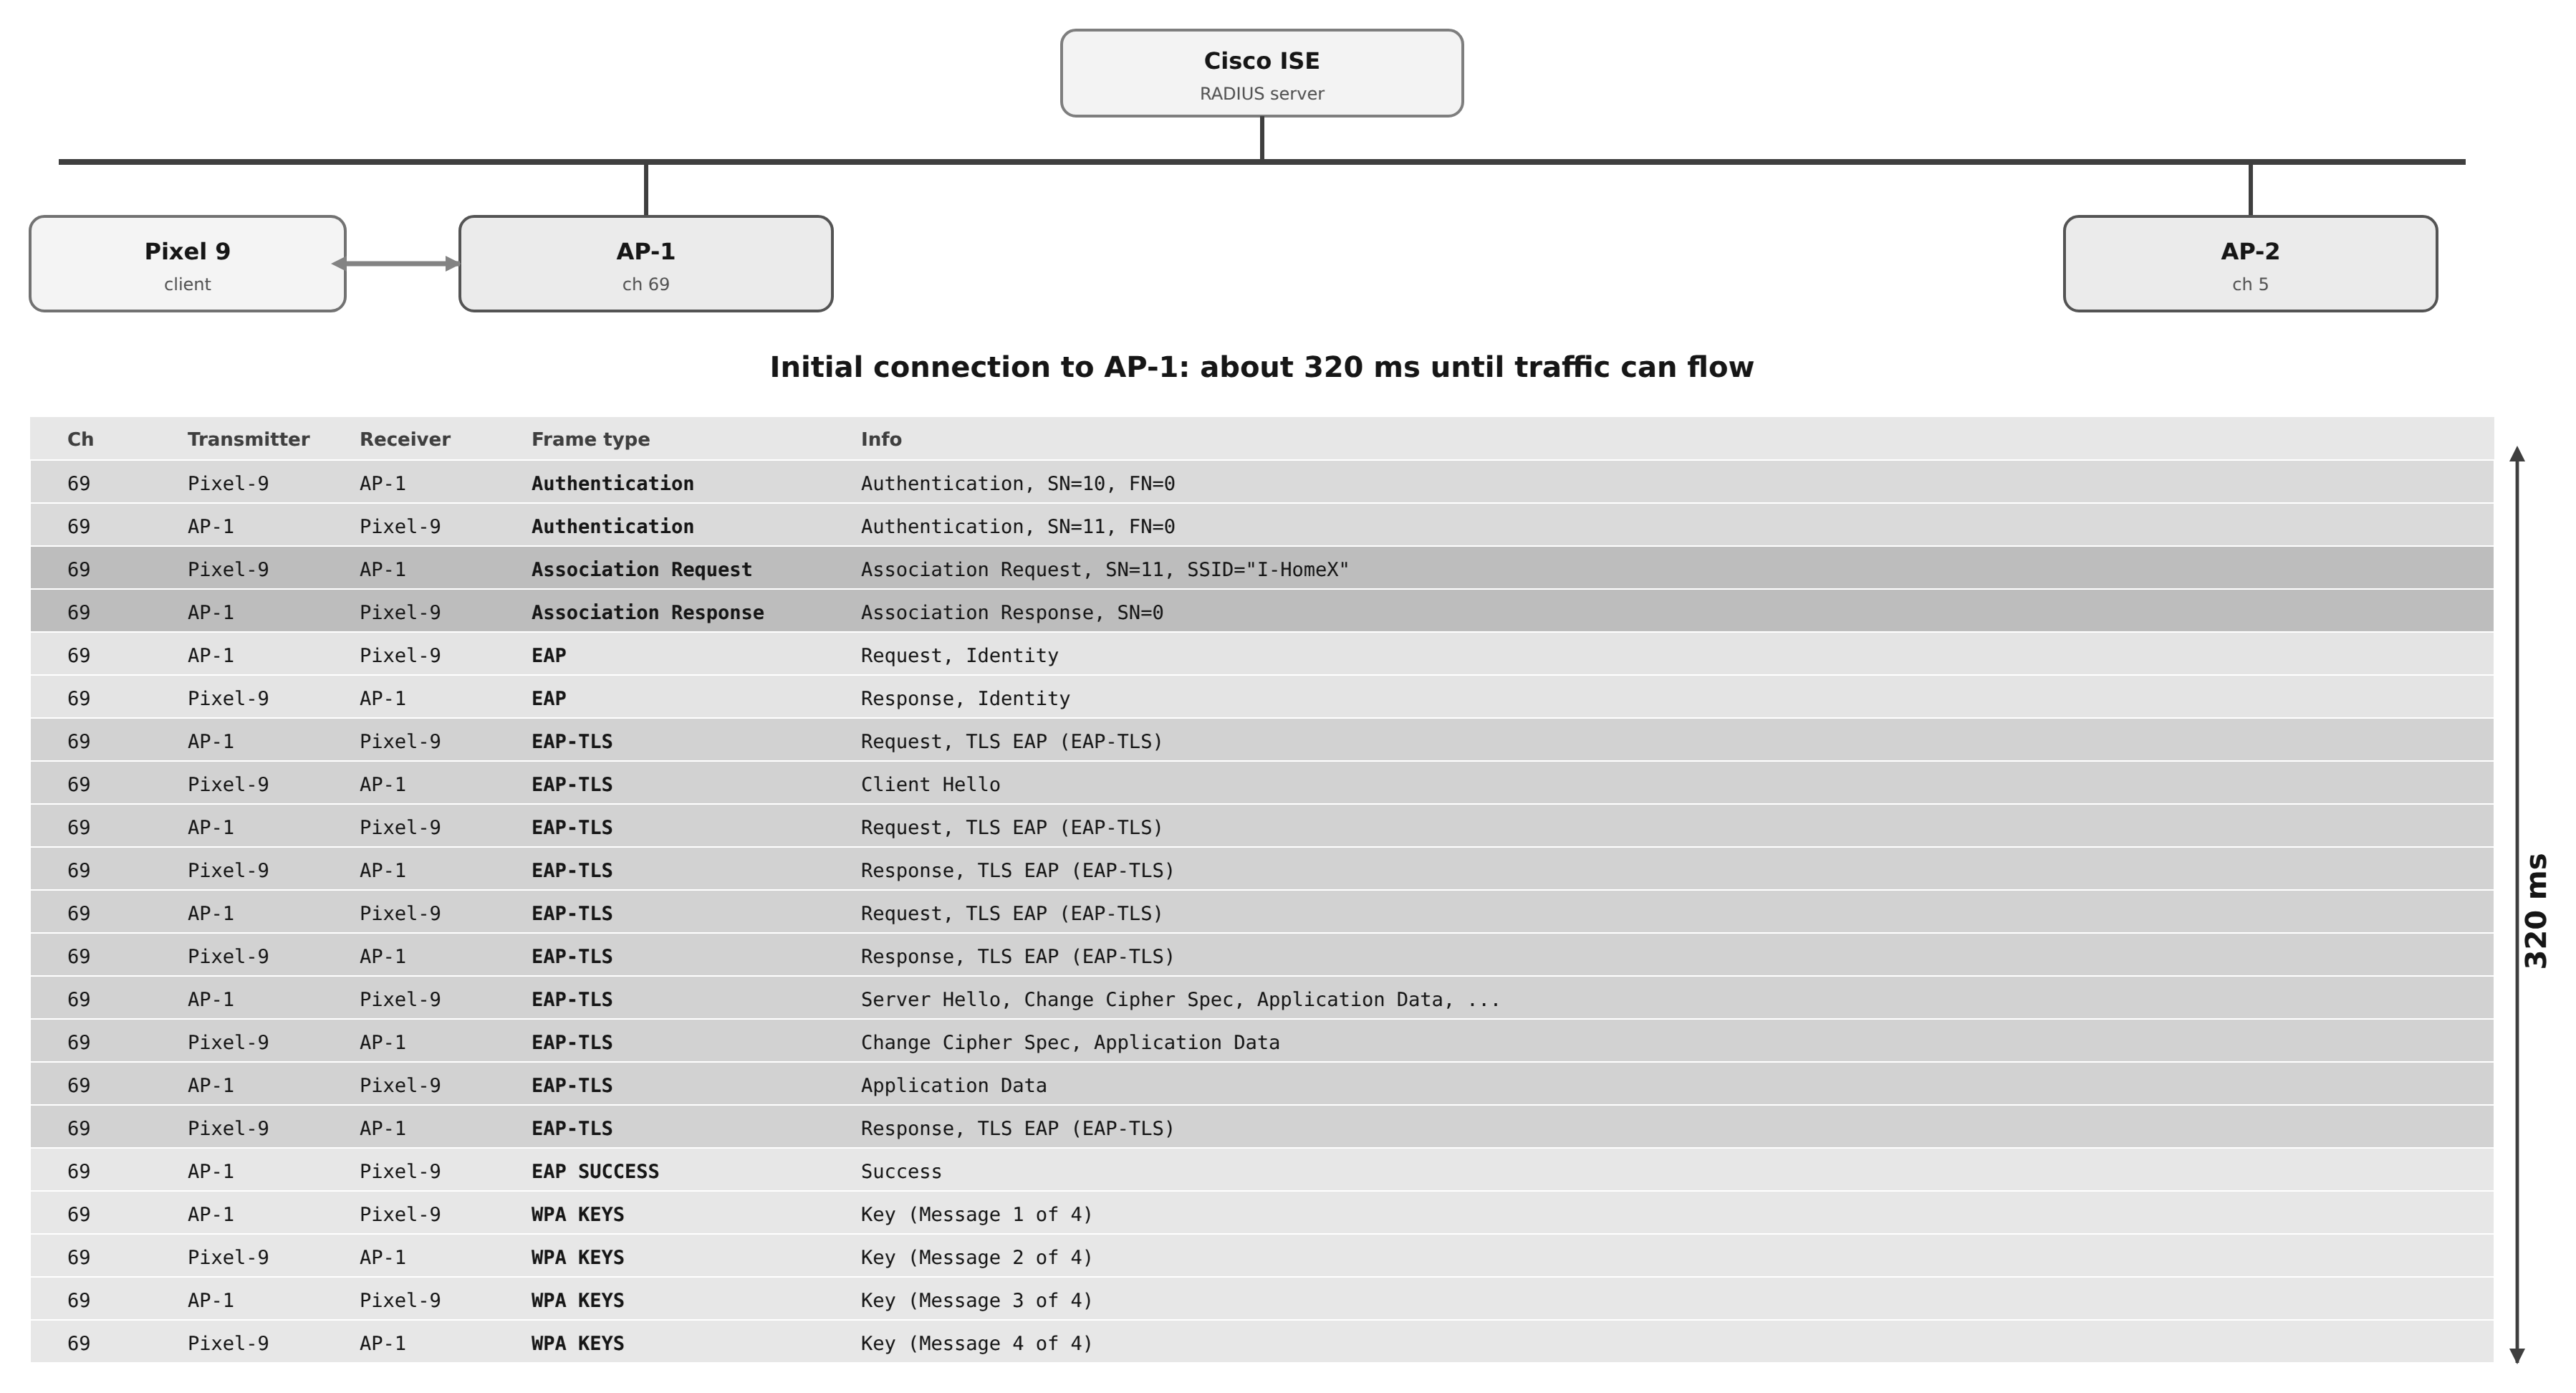 Cisco ISE
RADIUS server
Pixel 9
client
AP-1
ch 69
AP-2
ch 5
Initial connection to AP-1: about 320 ms until traffic can flow
Ch Transmitter Receiver Frame type Info
69 Pixel-9 AP-1 Authentication Authentication, SN=10, FN=0
69 AP-1 Pixel-9 Authentication Authentication, SN=11, FN=0
69 Pixel-9 AP-1 Association Request Association Request, SN=11, SSID="I-HomeX"
69 AP-1 Pixel-9 Association Response Association Response, SN=0
69 AP-1 Pixel-9 EAP Request, Identity
69 Pixel-9 AP-1 EAP Response, Identity
69 AP-1 Pixel-9 EAP-TLS Request, TLS EAP (EAP-TLS)
69 Pixel-9 AP-1 EAP-TLS Client Hello
69 AP-1 Pixel-9 EAP-TLS Request, TLS EAP (EAP-TLS)
69 Pixel-9 AP-1 EAP-TLS Response, TLS EAP (EAP-TLS)
69 AP-1 Pixel-9 EAP-TLS Request, TLS EAP (EAP-TLS)
69 Pixel-9 AP-1 EAP-TLS Response, TLS EAP (EAP-TLS)
69 AP-1 Pixel-9 EAP-TLS Server Hello, Change Cipher Spec, Application Data, ...
69 Pixel-9 AP-1 EAP-TLS Change Cipher Spec, Application Data
69 AP-1 Pixel-9 EAP-TLS Application Data
69 Pixel-9 AP-1 EAP-TLS Response, TLS EAP (EAP-TLS)
69 AP-1 Pixel-9 EAP SUCCESS Success
69 AP-1 Pixel-9 WPA KEYS Key (Message 1 of 4)
69 Pixel-9 AP-1 WPA KEYS Key (Message 2 of 4)
69 AP-1 Pixel-9 WPA KEYS Key (Message 3 of 4)
69 Pixel-9 AP-1 WPA KEYS Key (Message 4 of 4)
320 ms